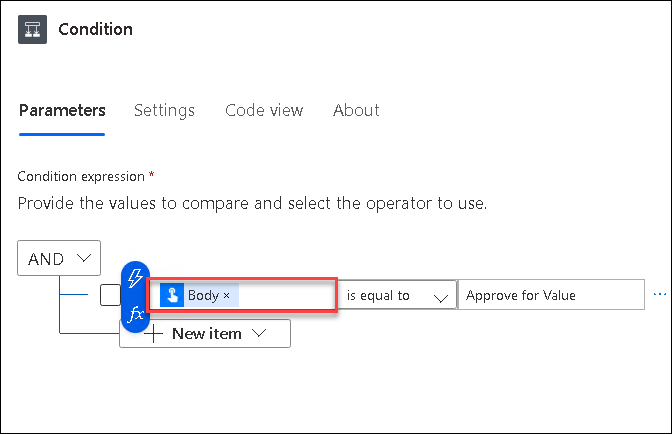 Condition
Parameters Settings Code view About
Condition expression *
Provide the values to compare and select the operator to use.
AND
Body × is equal to Approve for Value ...
fx
New item